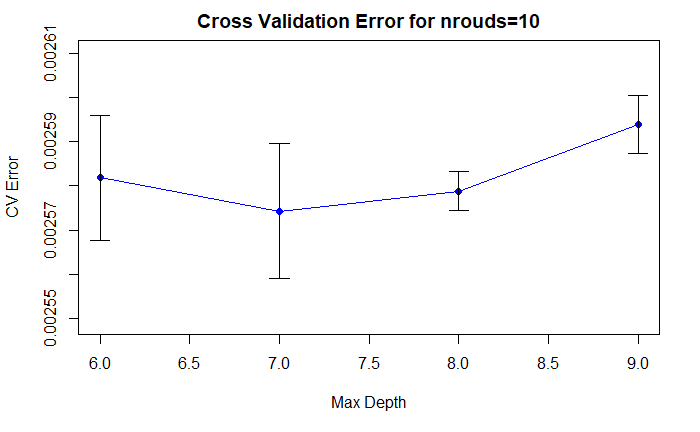 Cross Validation Error for nrouds=10
0.00261
0.00259
0.00257
0.00255
CV Error
6.0 6.5 7.0 7.5 8.0 8.5 9.0
Max Depth